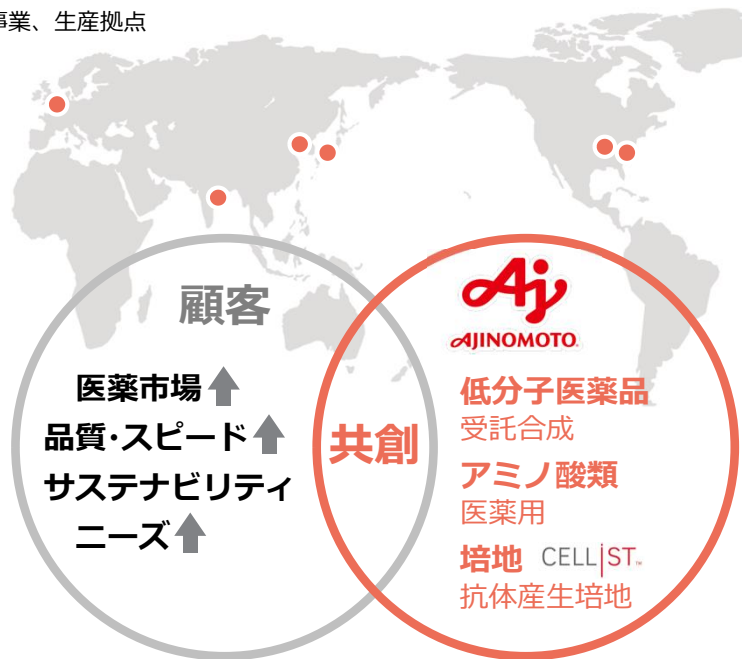 事業、生産拠点
顧客
医薬市場
品質･スピード
サステナビリティ
ニーズ
共創
Aj
AJINOMOTO
低分子医薬品
受託合成
アミノ酸類
医薬用
培地 CELLiST™
抗体産生培地